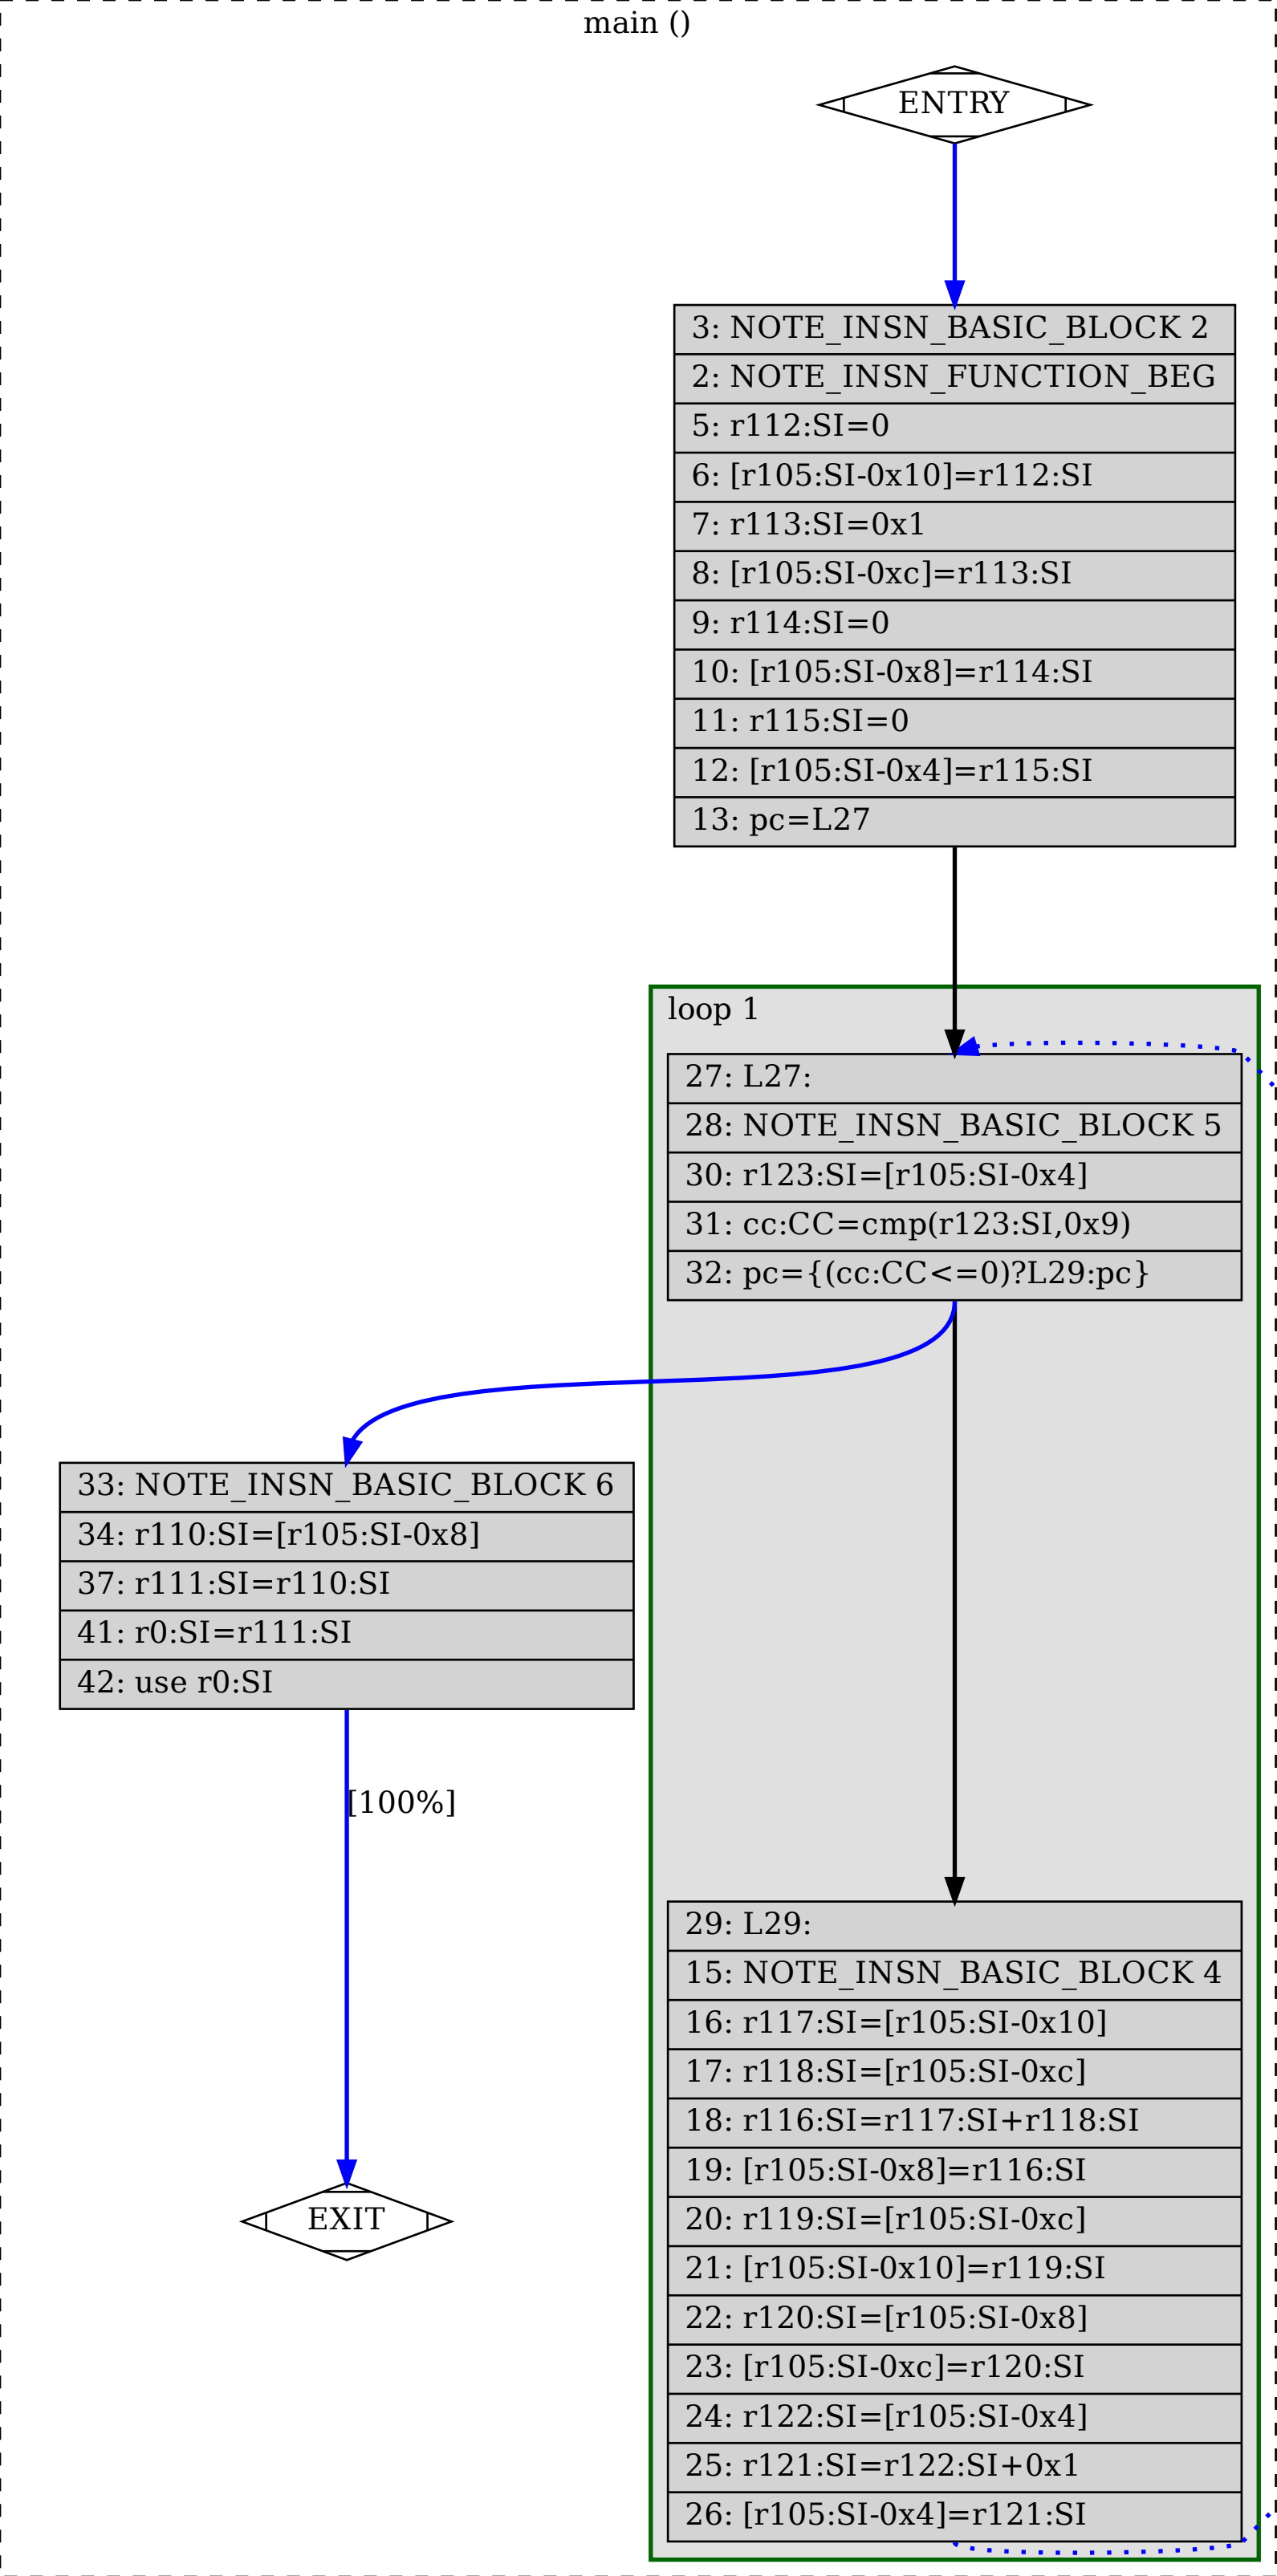 main ()
ENTRY
3: NOTE_INSN_BASIC_BLOCK 2
2: NOTE_INSN_FUNCTION_BEG
5: r112:SI=0
6: [r105:SI-0x10]=r112:SI
7: r113:SI=0x1
8: [r105:SI-0xc]=r113:SI
9: r114:SI=0
10: [r105:SI-0x8]=r114:SI
11: r115:SI=0
12: [r105:SI-0x4]=r115:SI
13: pc=L27
loop 1
27: L27:
28: NOTE_INSN_BASIC_BLOCK 5
30: r123:SI=[r105:SI-0x4]
31: cc:CC=cmp(r123:SI,0x9)
32: pc={(cc:CC<=0)?L29:pc}
33: NOTE_INSN_BASIC_BLOCK 6
34: r110:SI=[r105:SI-0x8]
37: r111:SI=r110:SI
41: r0:SI=r111:SI
42: use r0:SI
[100%]
29: L29:
15: NOTE_INSN_BASIC_BLOCK 4
16: r117:SI=[r105:SI-0x10]
17: r118:SI=[r105:SI-0xc]
18: r116:SI=r117:SI+r118:SI
19: [r105:SI-0x8]=r116:SI
20: r119:SI=[r105:SI-0xc]
21: [r105:SI-0x10]=r119:SI
22: r120:SI=[r105:SI-0x8]
23: [r105:SI-0xc]=r120:SI
24: r122:SI=[r105:SI-0x4]
25: r121:SI=r122:SI+0x1
26: [r105:SI-0x4]=r121:SI
EXIT